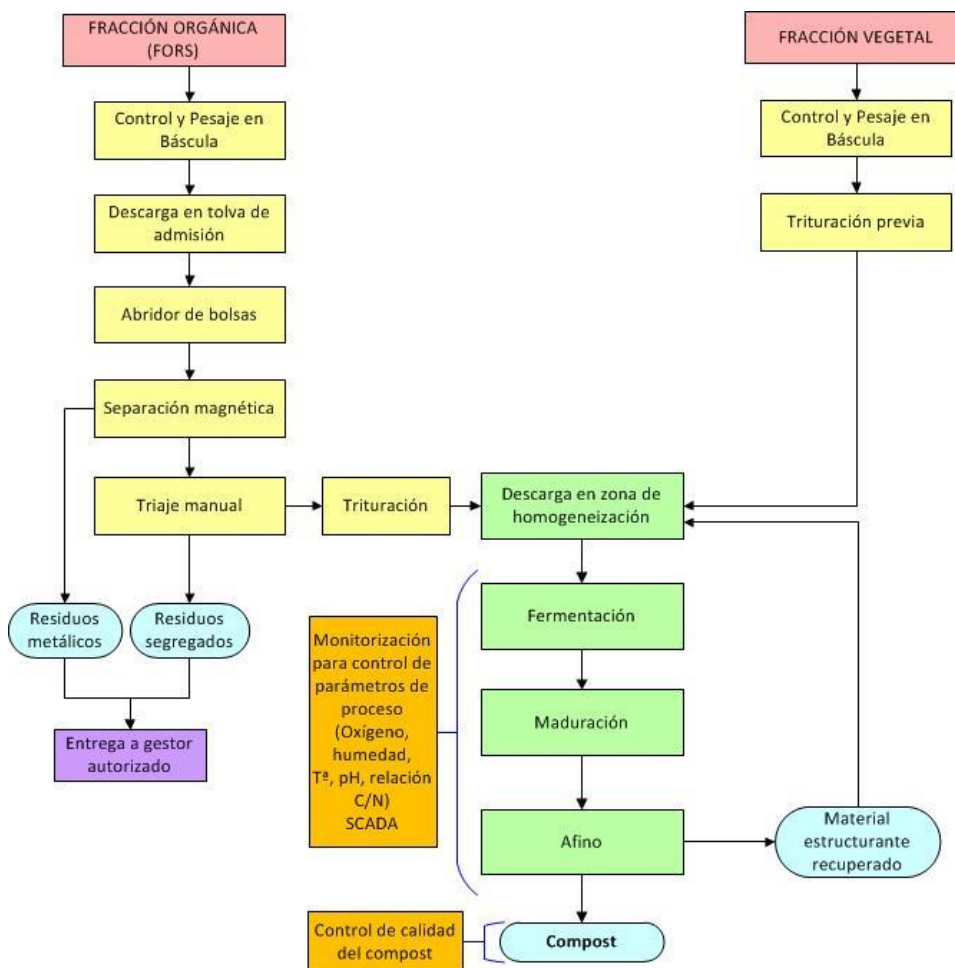 FRACCIÓN ORGÁNICA
(FORS)
FRACCIÓN VEGETAL
Control y Pesaje en
Báscula
Control y Pesaje en
Báscula
Descarga en tolva de
admisión
Trituración previa
Abridor de bolsas
Separación magnética
Triaje manual
Trituración
Descarga en zona de
homogeneización
Residuos
metálicos
Residuos
segregados
Entrega a gestor
autorizado
Monitorización
para control de
parámetros de
proceso
(Oxígeno,
humedad,
Tª, pH, relación
C/N)
SCADA
Fermentación
Maduración
Afino
Material
estructurante
recuperado
Control de calidad
del compost
Compost